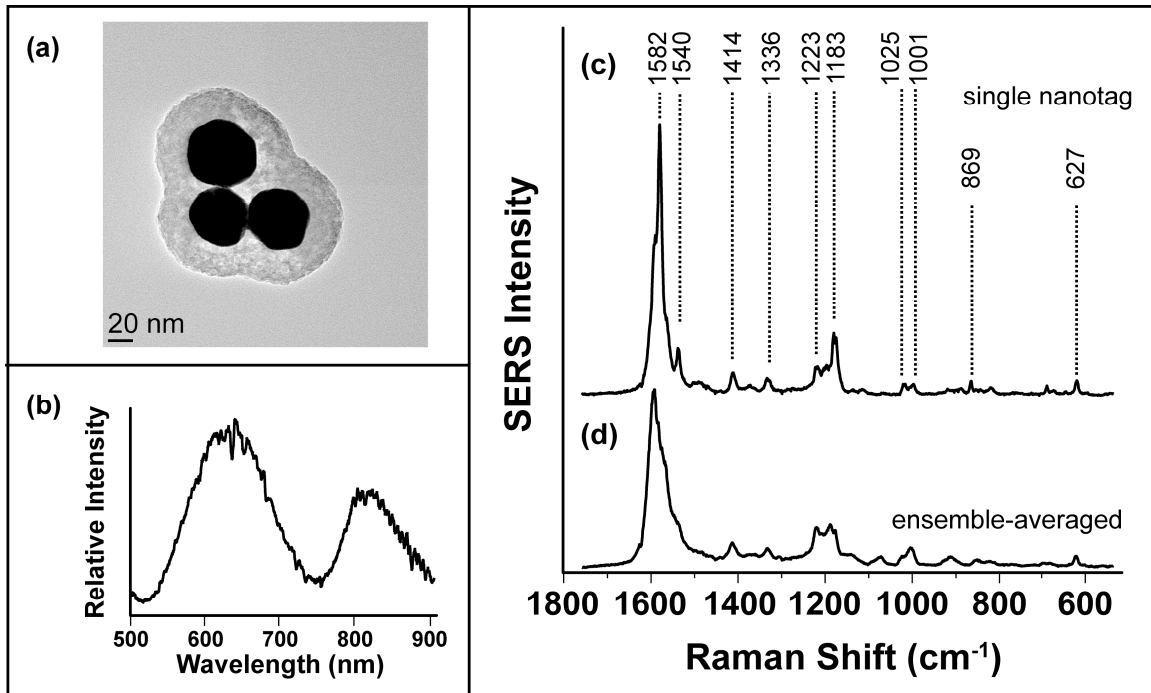 (a)
20 nm
(b)
Relative Intensity
500 600 700 800 900
Wavelength (nm)
(c)
1582 1540 1414 1336 1223 1183 1025 1001
single nanotag
869 627
SERS Intensity
(d)
ensemble-averaged
1800 1600 1400 1200 1000 800 600
Raman Shift (cm⁻¹)